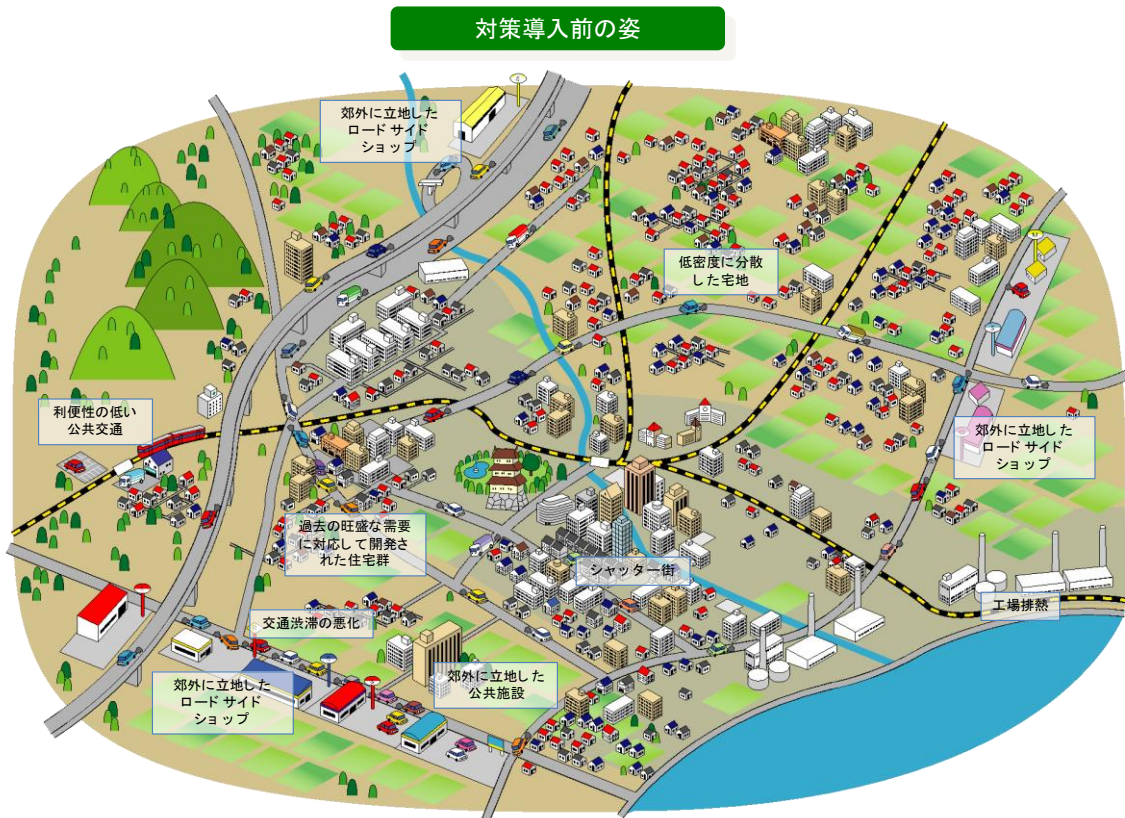 対策導入前の姿
郊外に立地した
ロードサイド
ショップ
低密度に分散
した宅地
利便性の低い
公共交通
郊外に立地した
ロードサイド
ショップ
過去の旺盛な需要
に対応して開発さ
れた住宅群
シャッター街
工場排熱
交通渋滞の悪化
郊外に立地した
ロードサイド
ショップ
郊外に立地した
公共施設